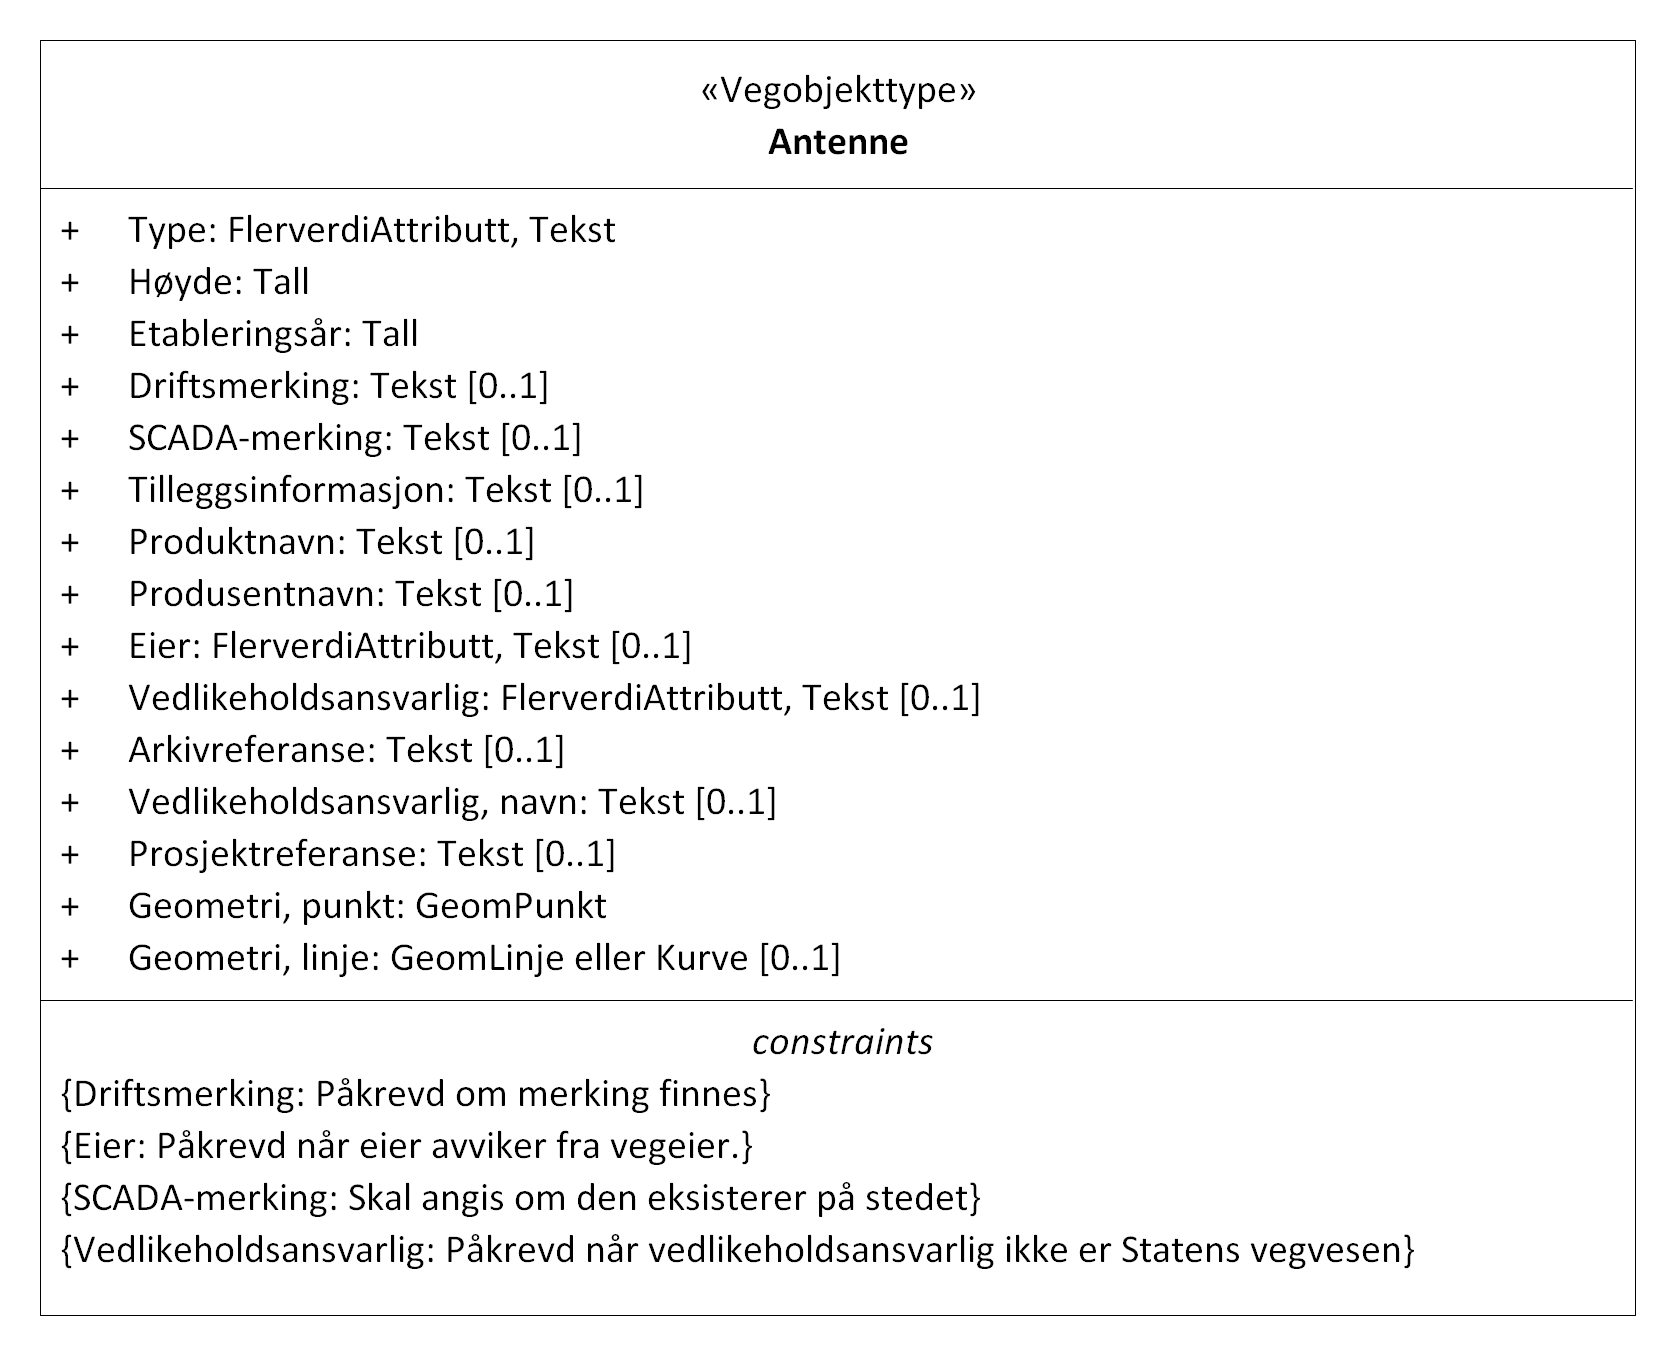 «Vegobjekttype»
Antenne
+ Type: FlerverdiAttributt, Tekst
+ Høyde: Tall
+ Etableringsår: Tall
+ Driftsmerking: Tekst [0..1]
+ SCADA-merking: Tekst [0..1]
+ Tilleggsinformasjon: Tekst [0..1]
+ Produktnavn: Tekst [0..1]
+ Produsentnavn: Tekst [0..1]
+ Eier: FlerverdiAttributt, Tekst [0..1]
+ Vedlikeholdsansvarlig: FlerverdiAttributt, Tekst [0..1]
+ Arkivreferanse: Tekst [0..1]
+ Vedlikeholdsansvarlig, navn: Tekst [0..1]
+ Prosjektreferanse: Tekst [0..1]
+ Geometri, punkt: GeomPunkt
+ Geometri, linje: GeomLinje eller Kurve [0..1]
constraints
{Driftsmerking: Påkrevd om merking finnes}
{Eier: Påkrevd når eier avviker fra vegeier.}
{SCADA-merking: Skal angis om den eksisterer på stedet}
{Vedlikeholdsansvarlig: Påkrevd når vedlikeholdsansvarlig ikke er Statens vegvesen}